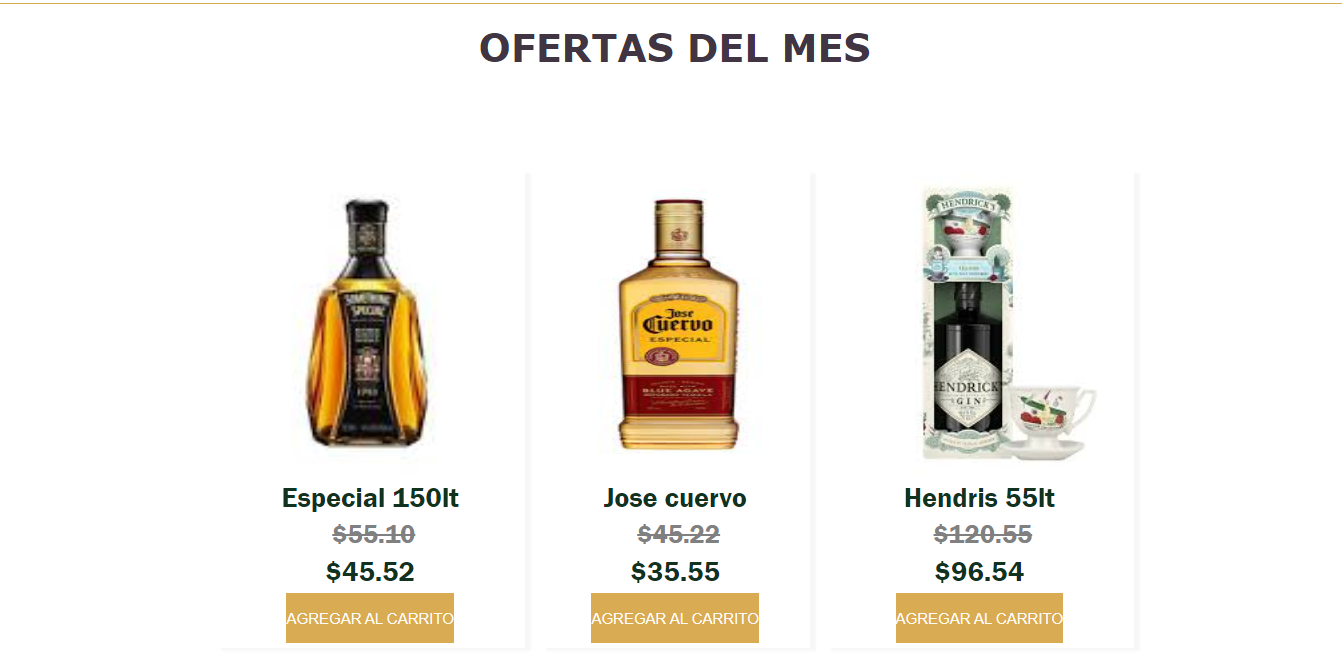 OFERTAS DEL MES
SOMETHING
SPECIAL
Jose
Cuervo
ESPECIAL
BLUE AGAVE
HENDRICK'S
HENDRICK'S
GIN
Especial 150lt
$55.10
$45.52
AGREGAR AL CARRITO
Jose cuervo
$45.22
$35.55
AGREGAR AL CARRITO
Hendris 55lt
$120.55
$96.54
AGREGAR AL CARRITO